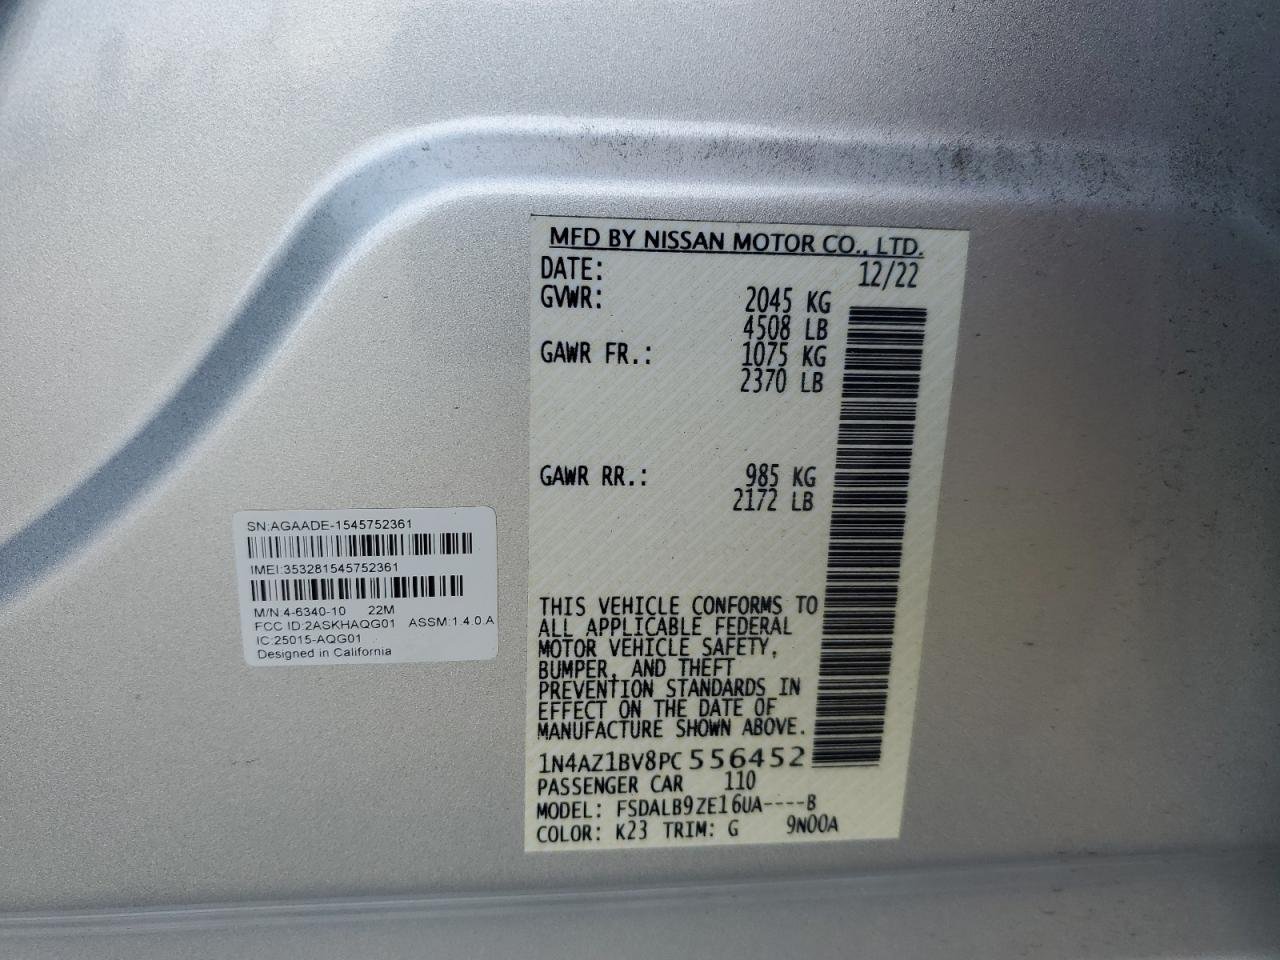 MFD BY NISSAN MOTOR CO., LTD.
DATE: 12/22
GVWR: 2045 KG
4508 LB
GAWR FR.: 1075 KG
2370 LB
GAWR RR.: 985 KG
2172 LB
THIS VEHICLE CONFORMS TO
ALL APPLICABLE FEDERAL
MOTOR VEHICLE SAFETY,
BUMPER, AND THEFT
PREVENTION STANDARDS IN
EFFECT ON THE DATE OF
MANUFACTURE SHOWN ABOVE.
1N4AZ1BV8PC556452
PASSENGER CAR 110
MODEL: FSDALB9ZE16UA----B
COLOR: K23 TRIM: G 9N00A
SN:AGAADE-1545752361
IMEI:353281545752361
M/N:4-6340-10 22M
FCC ID:2ASKHAQG01 ASSM:1.4.0.A
IC:25015-AQG01
Designed in California